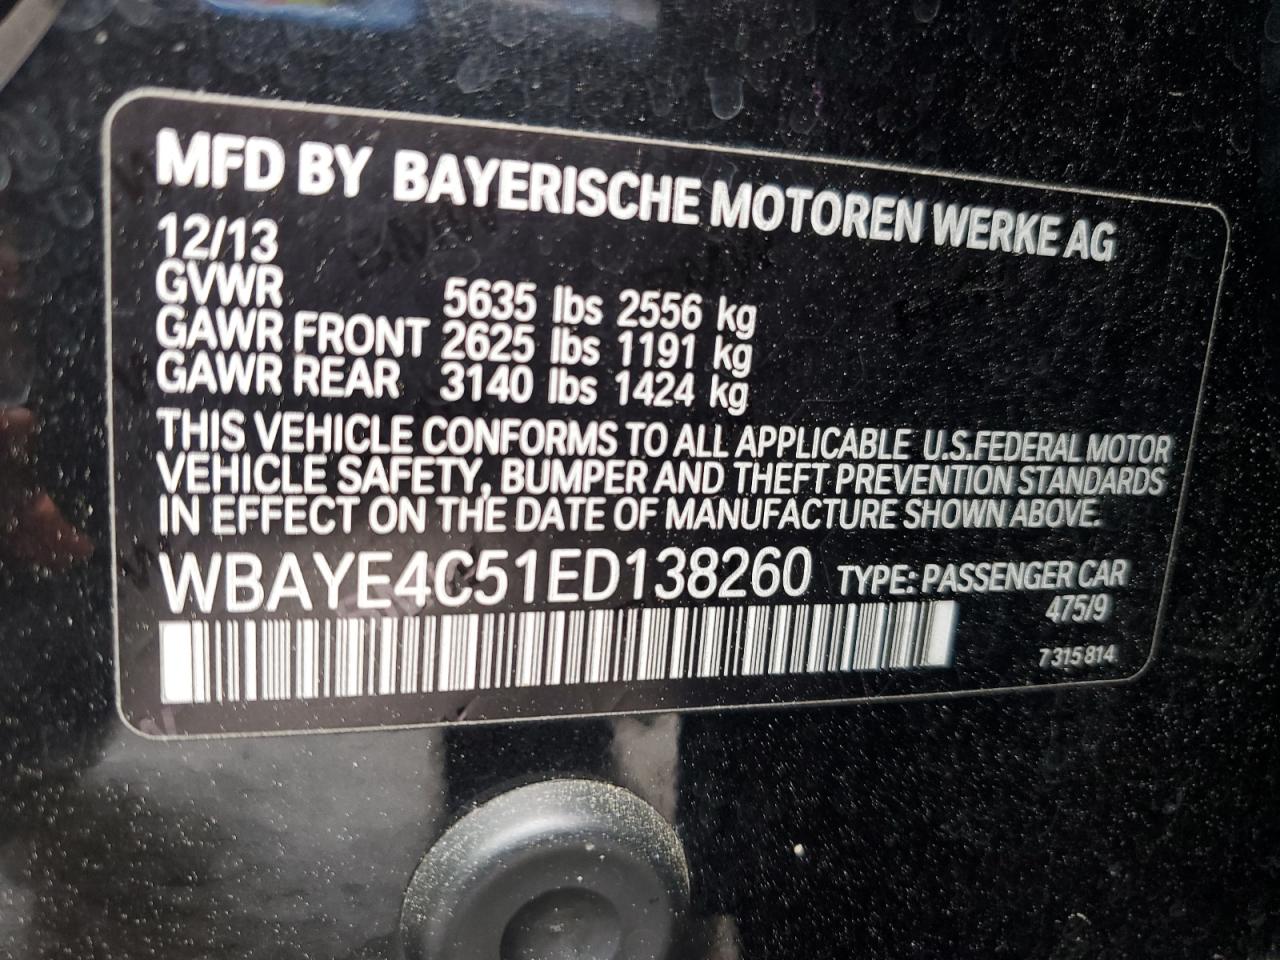 MFD BY BAYERISCHE MOTOREN WERKE AG
12/13
GVWR 5635 lbs 2556 kg
GAWR FRONT 2625 lbs 1191 kg
GAWR REAR 3140 lbs 1424 kg
THIS VEHICLE CONFORMS TO ALL APPLICABLE U.S.FEDERAL MOTOR
VEHICLE SAFETY, BUMPER AND THEFT PREVENTION STANDARDS
IN EFFECT ON THE DATE OF MANUFACTURE SHOWN ABOVE.
WBAYE4C51ED138260 TYPE: PASSENGER CAR
475/9
7 315 814